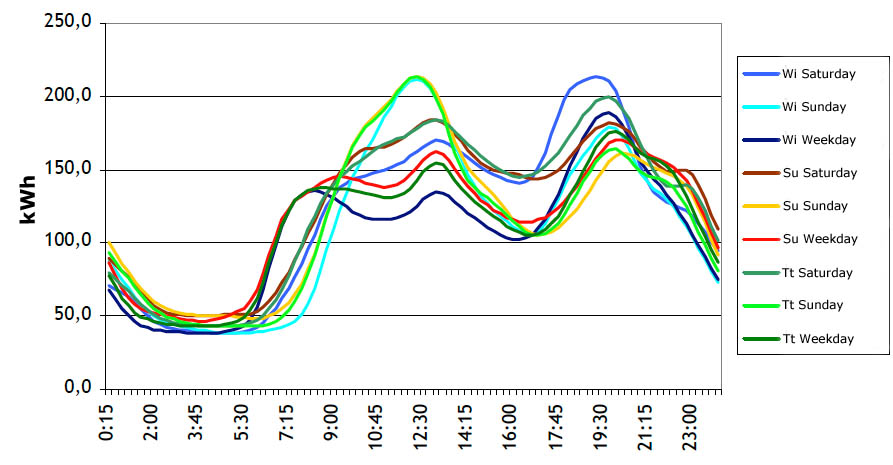 250,0
200,0
150,0
100,0
50,0
0,0
kWh
0:15
2:00
3:45
5:30
7:15
9:00
10:45
12:30
14:15
16:00
17:45
19:30
21:15
23:00
Wi Saturday
Wi Sunday
Wi Weekday
Su Saturday
Su Sunday
Su Weekday
Tt Saturday
Tt Sunday
Tt Weekday